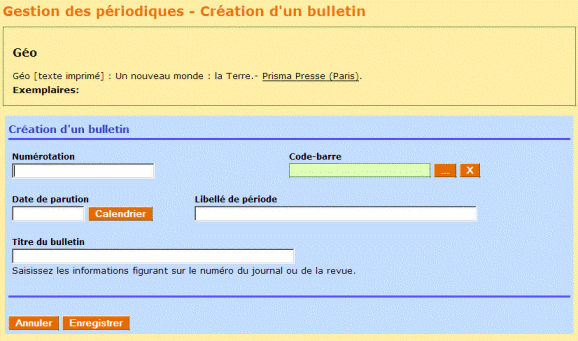 Gestion des périodiques - Création d'un bulletin
Géo
Géo [texte imprimé] : Un nouveau monde : la Terre.- Prisma Presse (Paris).
Exemplaires:
Création d'un bulletin
Numérotation Code-barre
... X
Date de parution Libellé de période
Calendrier
Titre du bulletin
Saisissez les informations figurant sur le numéro du journal ou de la revue.
Annuler Enregistrer